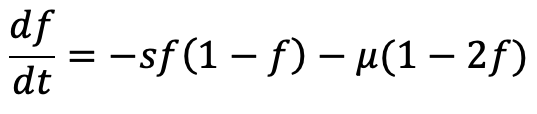 df/dt = −sf(1 − f) − μ(1 − 2f)